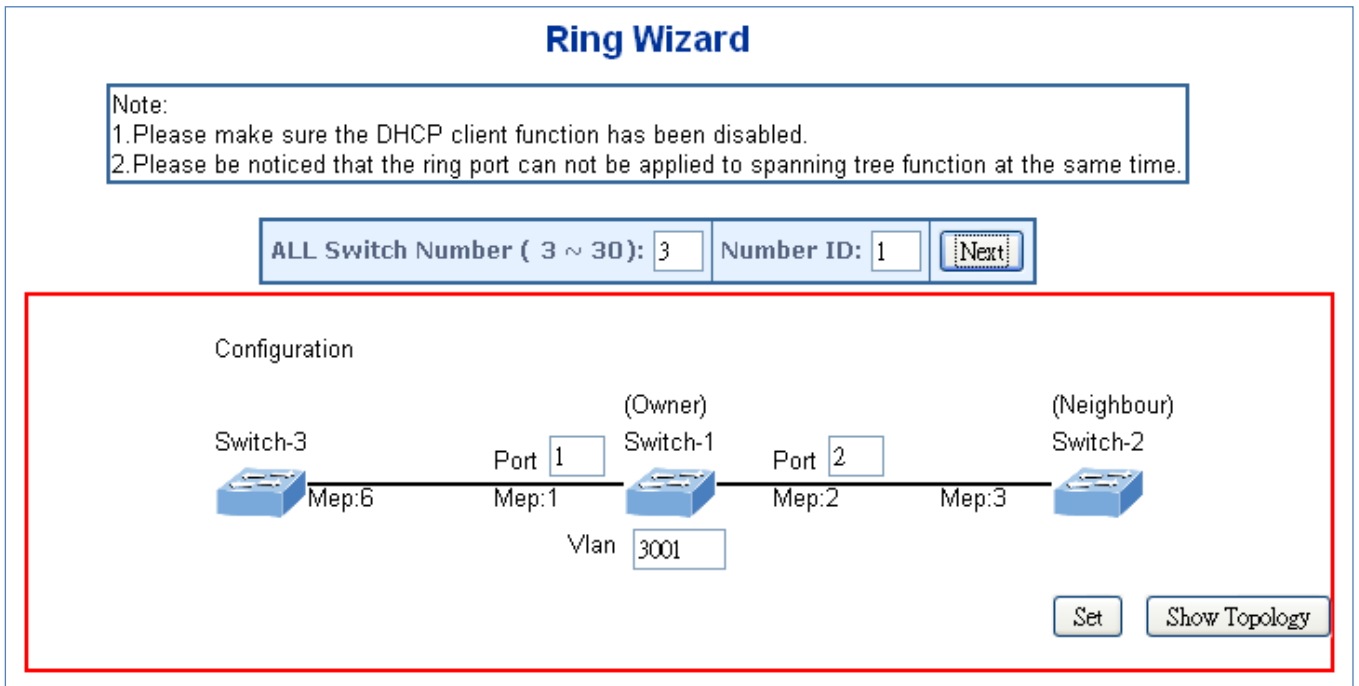 Ring Wizard
Note:
1.Please make sure the DHCP client function has been disabled.
2.Please be noticed that the ring port can not be applied to spanning tree function at the same time.
ALL Switch Number ( 3 ~ 30): 3 Number ID: 1 Next
Configuration
(Owner) (Neighbour)
Switch-3 Port 1 Switch-1 Port 2 Switch-2
Mep:6 Mep:1 Mep:2 Mep:3
Vlan 3001
Set Show Topology